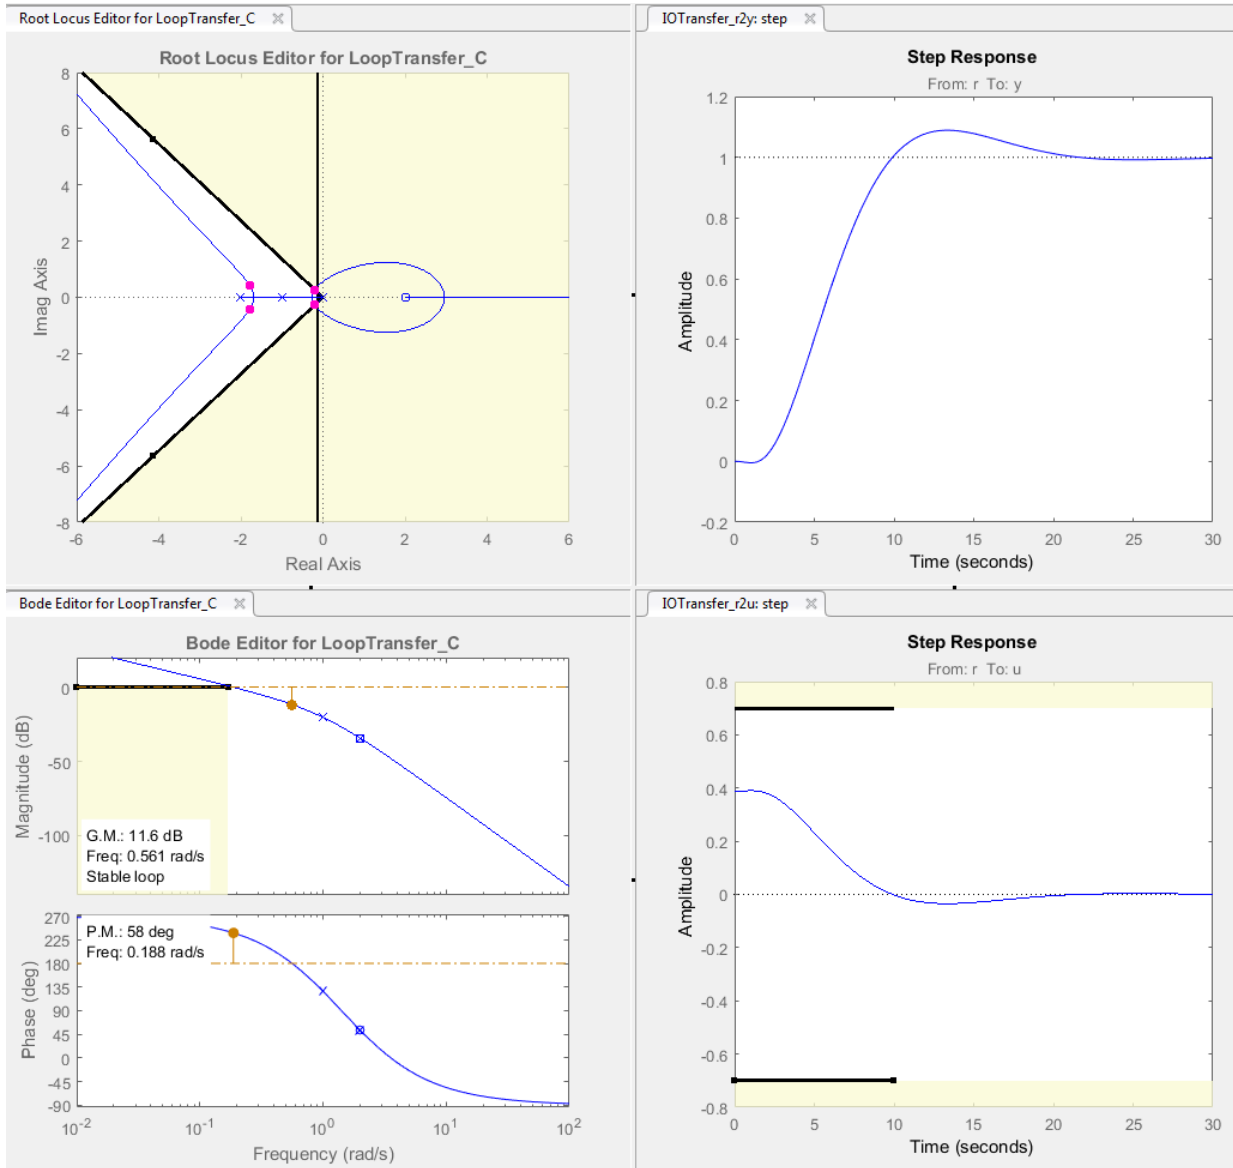 Root Locus Editor for LoopTransfer_C
Root Locus Editor for LoopTransfer_C
8
6
4
2
0
-2
-4
-6
-8
Imag Axis
-6
-4
-2
0
2
4
6
Real Axis
IOTransfer_r2y: step
Step Response
From: r To: y
1.2
1
0.8
0.6
0.4
0.2
0
-0.2
Amplitude
0
5
10
15
20
25
30
Time (seconds)
Bode Editor for LoopTransfer_C
Bode Editor for LoopTransfer_C
0
-50
-100
Magnitude (dB)
G.M.: 11.6 dB
Freq: 0.561 rad/s
Stable loop
270
225
180
135
90
45
0
-45
-90
Phase (deg)
P.M.: 58 deg
Freq: 0.188 rad/s
10⁻²
10⁻¹
10⁰
10¹
10²
Frequency (rad/s)
IOTransfer_r2u: step
Step Response
From: r To: u
0.8
0.6
0.4
0.2
0
-0.2
-0.4
-0.6
-0.8
Amplitude
0
5
10
15
20
25
30
Time (seconds)